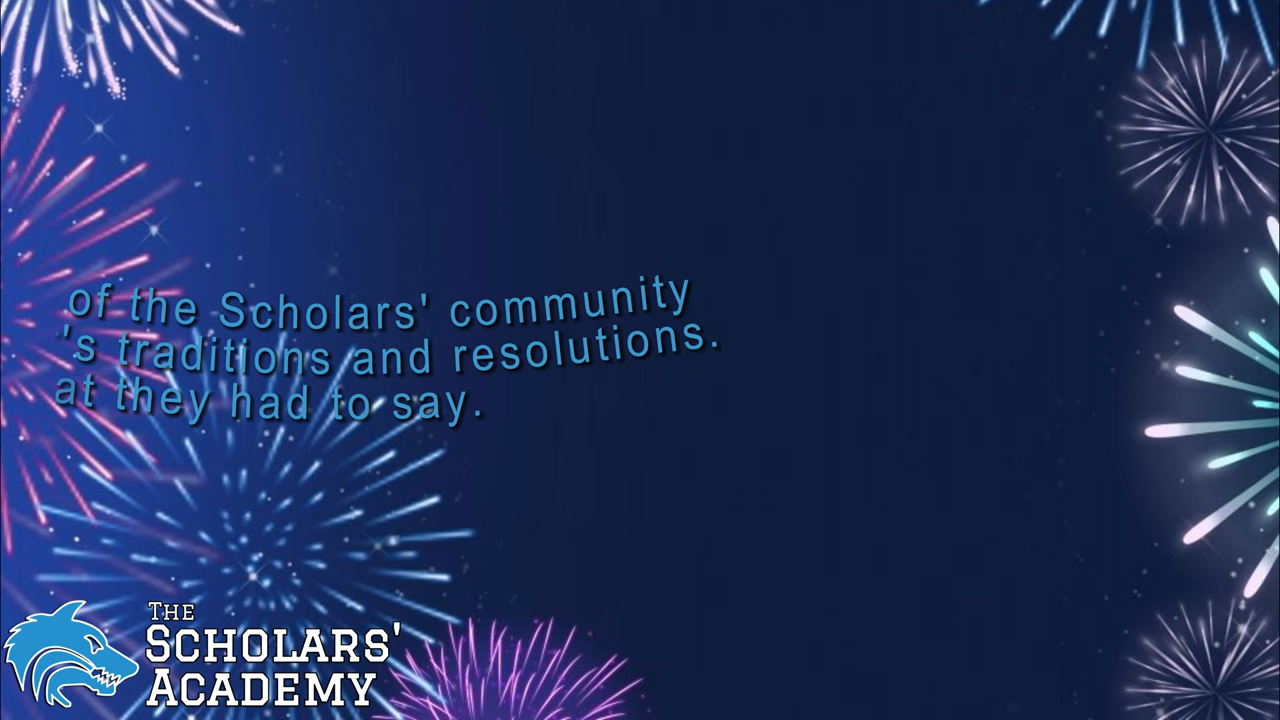 of the Scholars' community
's traditions and resolutions.
at they had to say.
THE
SCHOLARS'
ACADEMY